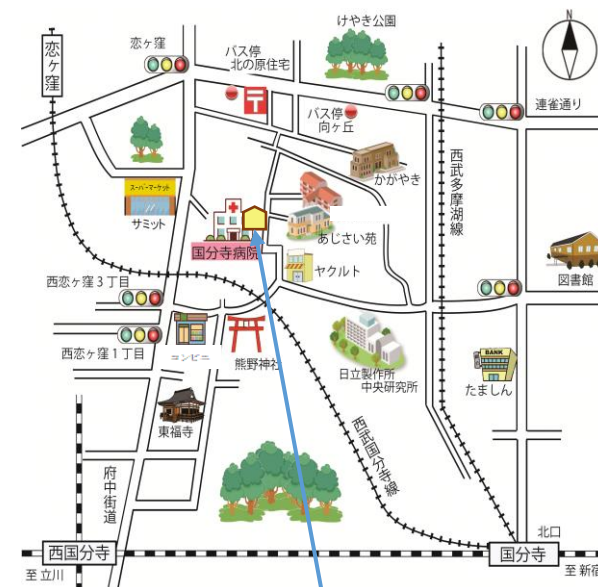 けやき公園
N
恋ヶ窪
恋ヶ窪
バス停
北の原住宅
連雀通り
バス停
向ヶ丘
西武多摩湖線
かがやき
スーパーマーケット
サミット
あじさい苑
国分寺病院
ヤクルト
図書館
西恋ヶ窪3丁目
西恋ヶ窪1丁目
コンビニ
熊野神社
日立製作所
中央研究所
BANK
たましん
東福寺
西武国分寺線
府中街道
北口
西国分寺
国分寺
至立川
至新宿